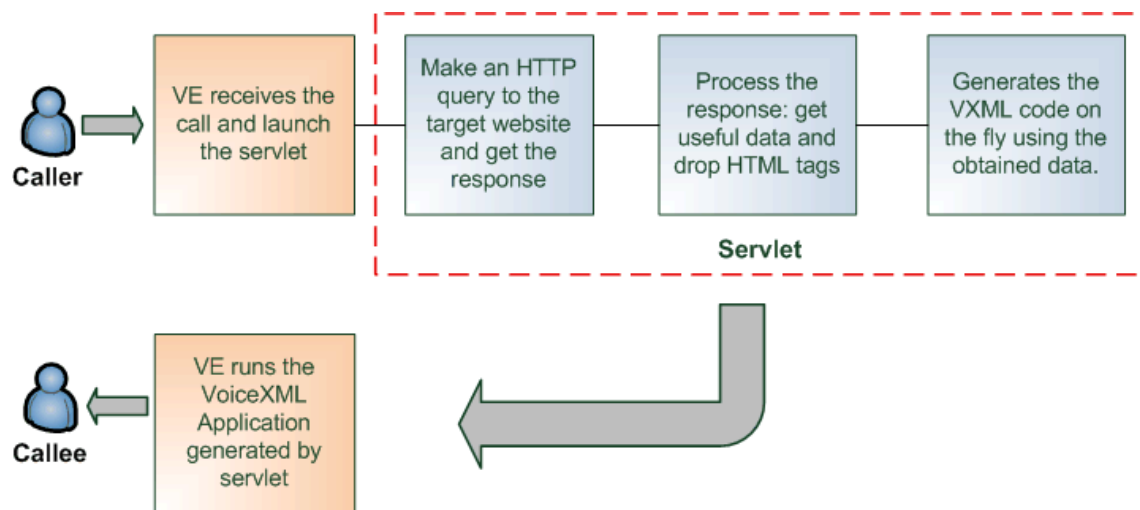 Caller
VE receives the
call and launch
the servlet
Make an HTTP
query to the
target website
and get the
response
Process the
response: get
useful data and
drop HTML tags
Generates the
VXML code on
the fly using the
obtained data.
Servlet
Callee
VE runs the
VoiceXML
Application
generated by
servlet